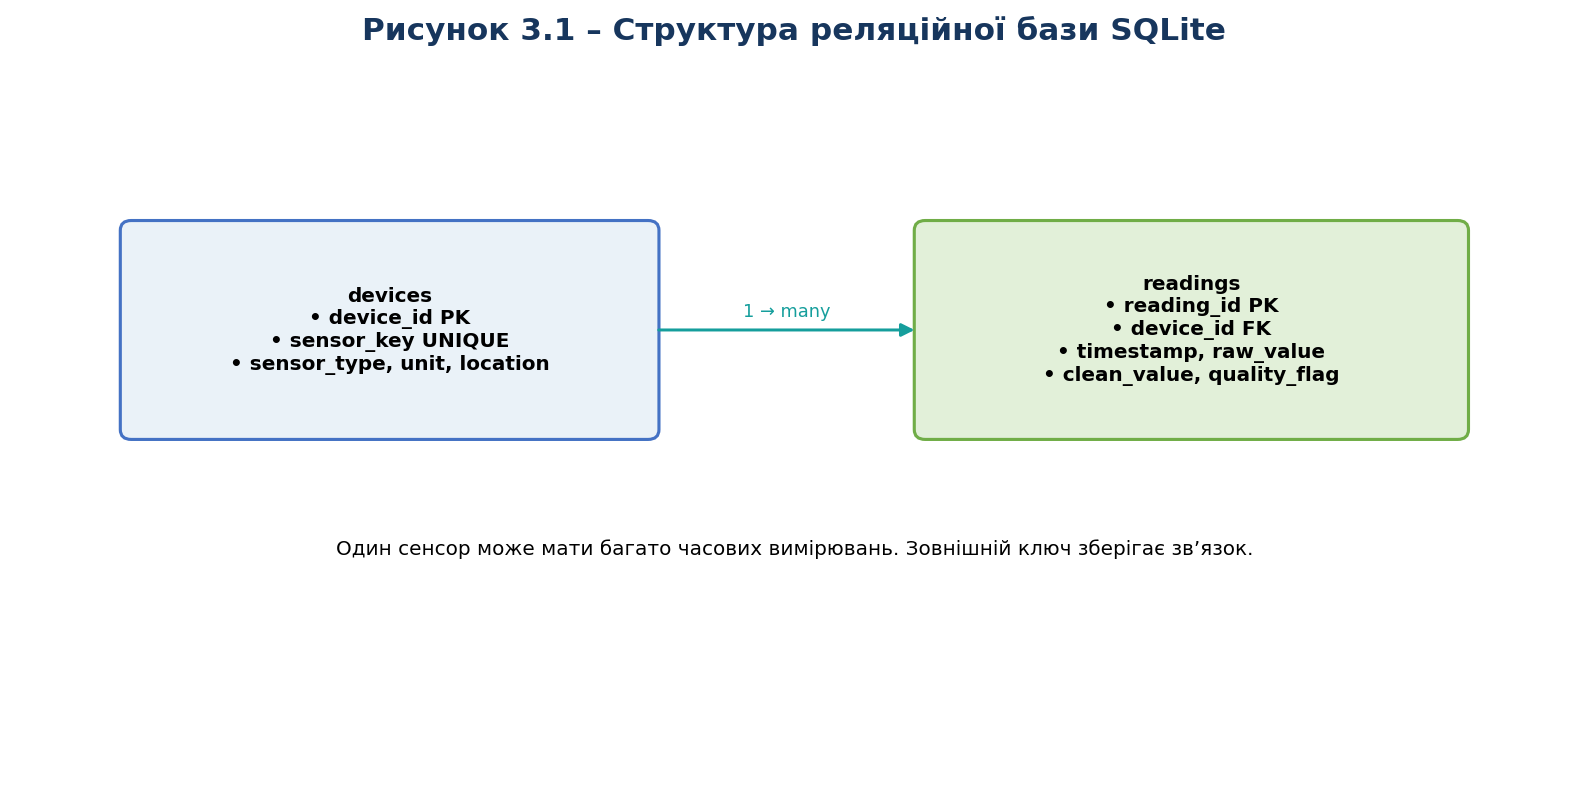 Рисунок 3.1 – Структура реляційної бази SQLite
devices
• device_id PK
• sensor_key UNIQUE
• sensor_type, unit, location
1 → many
readings
• reading_id PK
• device_id FK
• timestamp, raw_value
• clean_value, quality_flag
Один сенсор може мати багато часових вимірювань. Зовнішній ключ зберігає зв’язок.